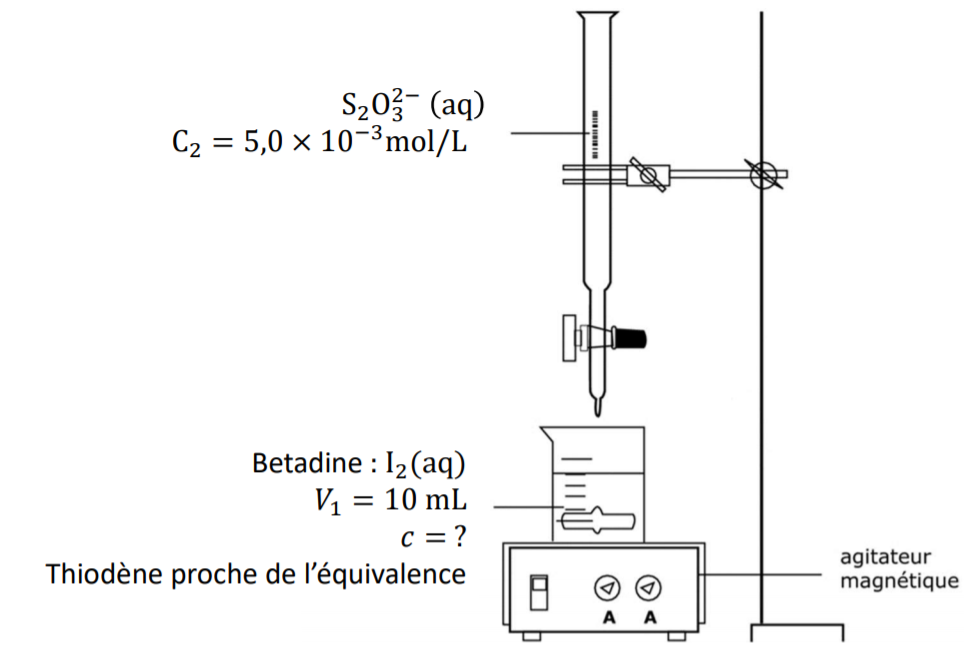 S₂O₃²⁻ (aq)
C₂ = 5,0 × 10⁻³mol/L
Betadine : I₂(aq)
V₁ = 10 mL
c = ?
Thiodène proche de l’équivalence
agitateur
magnétique
A A